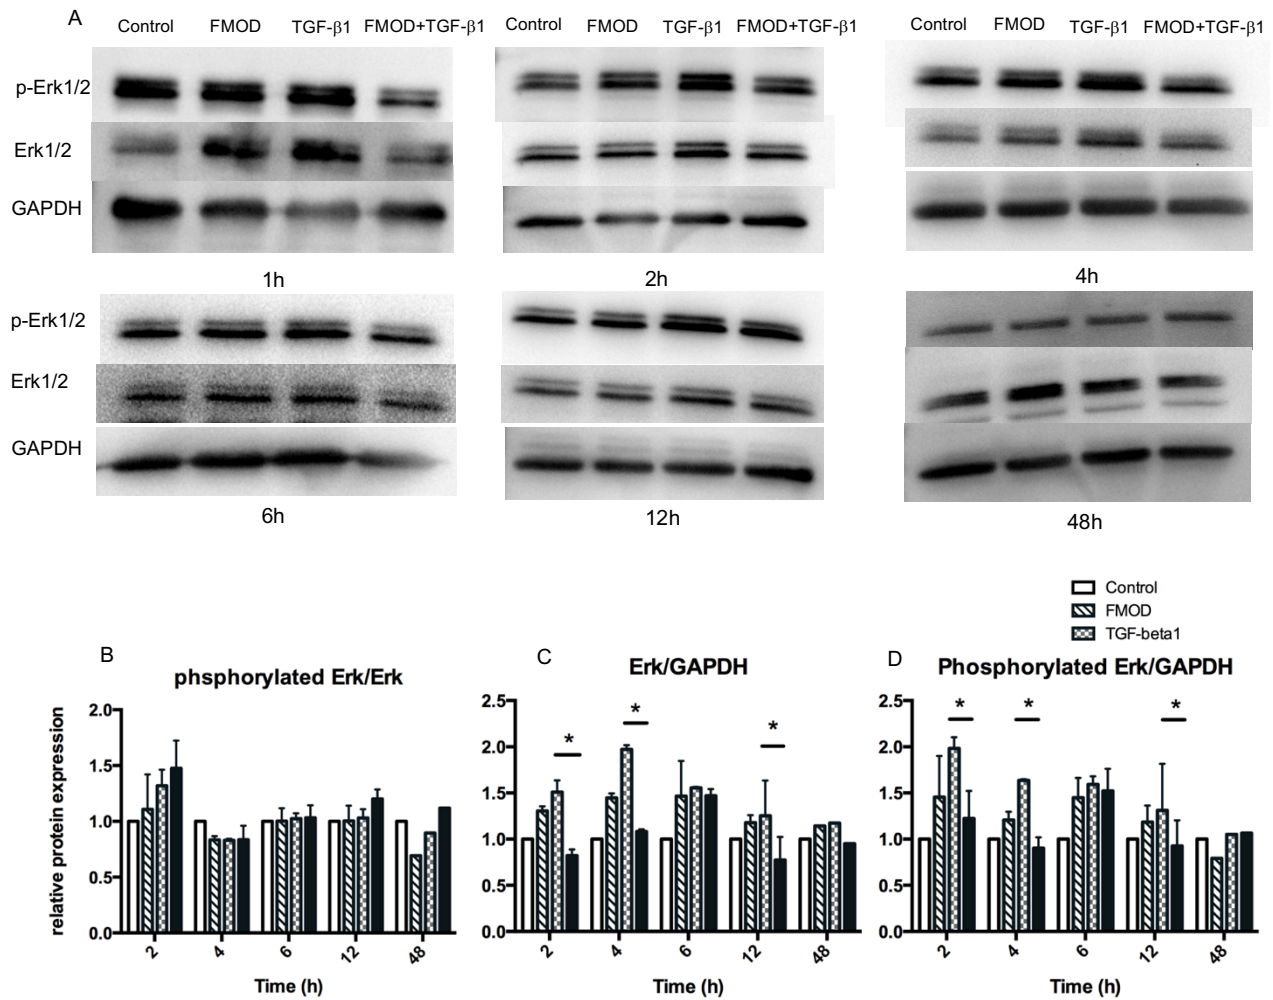 A
Control FMOD TGF-β1 FMOD+TGF-β1
Control FMOD TGF-β1 FMOD+TGF-β1
Control FMOD TGF-β1 FMOD+TGF-β1
p-Erk1/2
Erk1/2
GAPDH
1h 2h 4h
p-Erk1/2
Erk1/2
GAPDH
6h 12h 48h
Control
FMOD
TGF-beta1
B
phsphorylated Erk/Erk
relative protein expression
2.0
1.5
1.0
0.5
0.0
2 4 6 12 48
Time (h)
C
Erk/GAPDH
2.5
2.0
1.5
1.0
0.5
0.0
* * *
2 4 6 12 48
Time (h)
D
Phosphorylated Erk/GAPDH
2.5
2.0
1.5
1.0
0.5
0.0
* * *
2 4 6 12 48
Time (h)